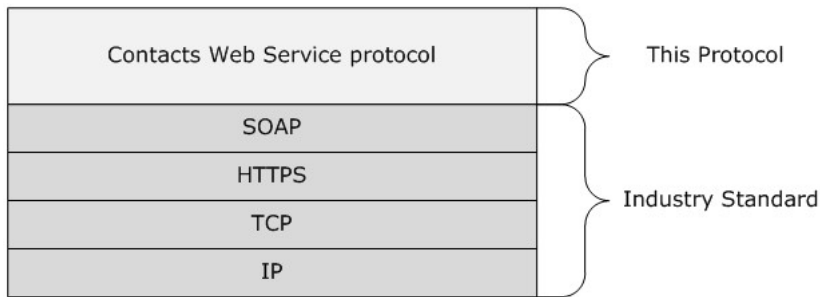 Contacts Web Service protocol
This Protocol
SOAP
HTTPS
TCP
IP
Industry Standard